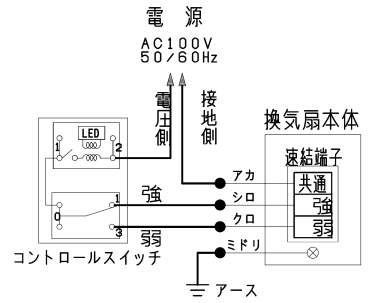 電 源
AC100V
50/60Hz
電圧側
接地側
換気扇本体
LED
1
2
速結端子
アカ
共通
強
1
シロ
強
0
クロ
弱
3
弱
ミドリ
コントロールスイッチ
アース